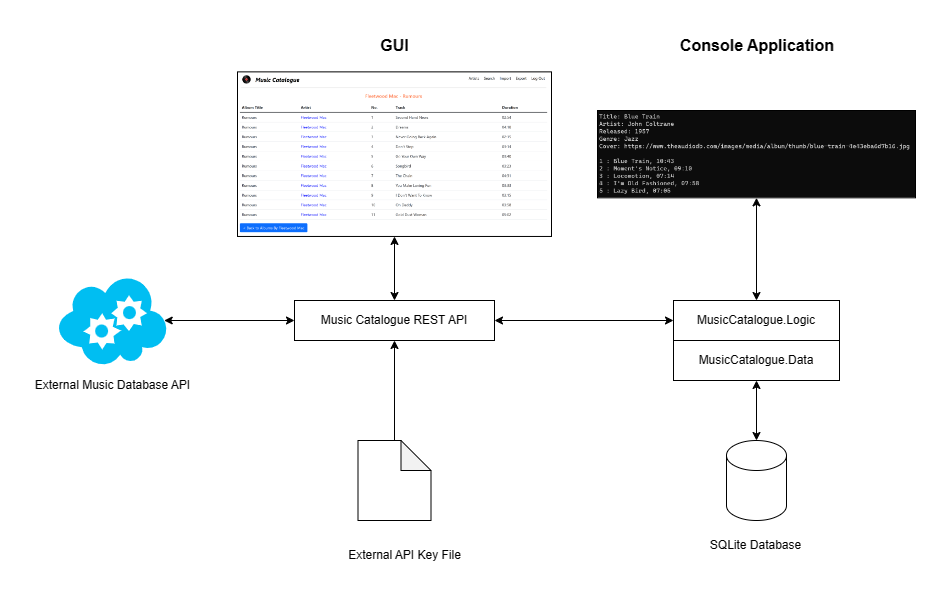 GUI
Console Application
Music Catalogue
Artists Search Import Export Log Out
Fleetwood Mac - Rumours
Album Title Artist No. Track Duration
Rumours Fleetwood Mac 1 Second Hand News 02:54
Rumours Fleetwood Mac 2 Dreams 04:16
Rumours Fleetwood Mac 3 Never Going Back Again 02:15
Rumours Fleetwood Mac 4 Don't Stop 03:14
Rumours Fleetwood Mac 5 Go Your Own Way 03:40
Rumours Fleetwood Mac 6 Songbird 03:23
Rumours Fleetwood Mac 7 The Chain 04:31
Rumours Fleetwood Mac 8 You Make Loving Fun
Rumours Fleetwood Mac 9 I Don't Want To Know 03:15
Rumours Fleetwood Mac 10 Oh Daddy
Rumours Fleetwood Mac 11 Gold Dust Woman 05:02
Back to Albums By Fleetwood Mac
Title: Blue Train
Artist: John Coltrane
Released: 1957
Genre: Jazz
Cover: https://www.theaudiodb.com/images/media/album/thumb/blue-train-4e43eba6d7b16.jpg
1 : Blue Train, 10:43
2 : Moment's Notice, 09:10
3 : Locomotion, 07:14
4 : I'm Old Fashioned, 07:58
5 : Lazy Bird, 07:06
Music Catalogue REST API
MusicCatalogue.Logic
MusicCatalogue.Data
External Music Database API
External API Key File
SQLite Database